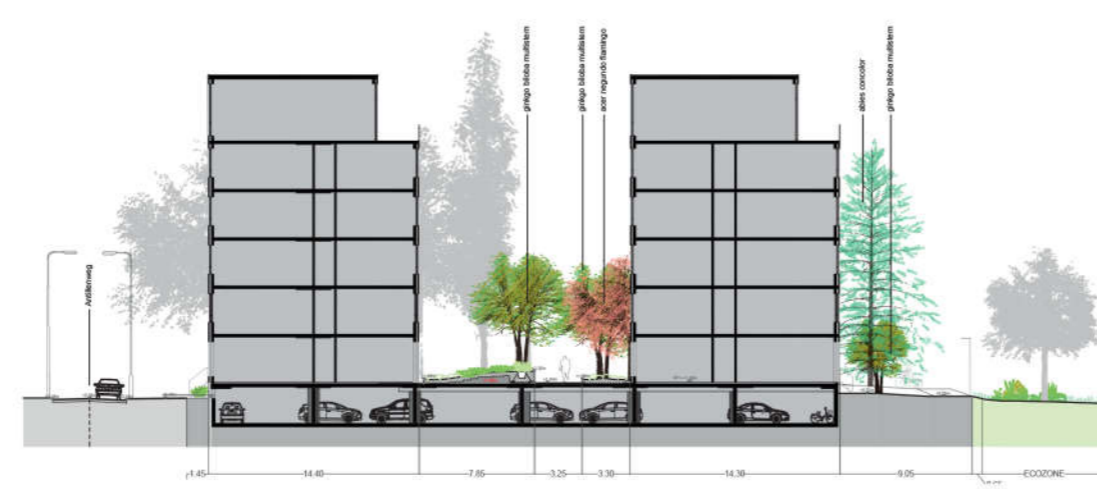 ginkgo biloba multistem
ginkgo biloba multistem
acer negundo flamingo
abies concolor
ginkgo biloba multistem
Antillenweg
1.45
14.40
7.85
3.25
3.30
14.30
9.05
ECOZONE